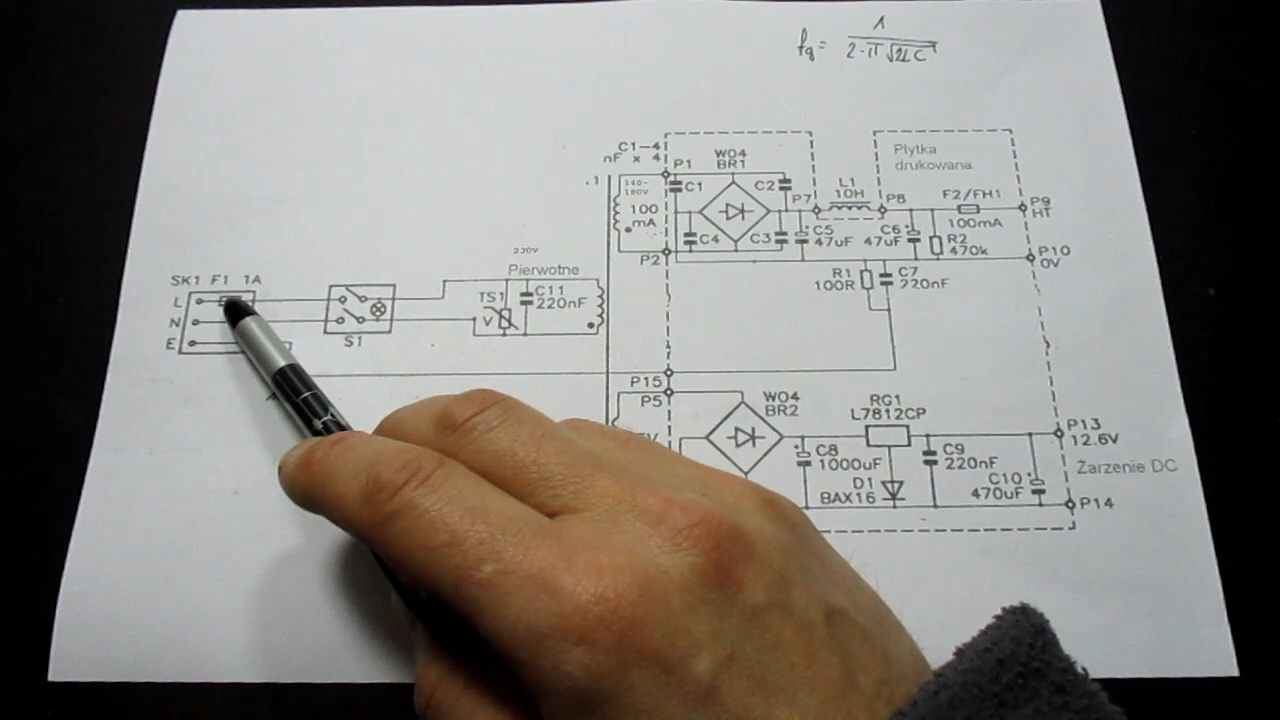 fg = 1
2·π√2LC
C1-4
nF x 4
P1
W04
BR1
Płytka
drukowana
.1
140-
180V
C1
C2
L1
10H
P7
P8
F2/FH1
P9
HT
100
mA
C4
C3
C5
47uF
C6
47uF
100mA
R2
470k
P10
0V
P2
R1
100R
C7
220nF
230V
Pierwotne
SK1 F1 1A
L
N
E
S1
TS1
V
C11
220nF
P15
P5
W04
BR2
RG1
L7812CP
P13
12.6V
C8
1000uF
C9
220nF
D1
BAX16
C10
470uF
Żarzenie DC
P14